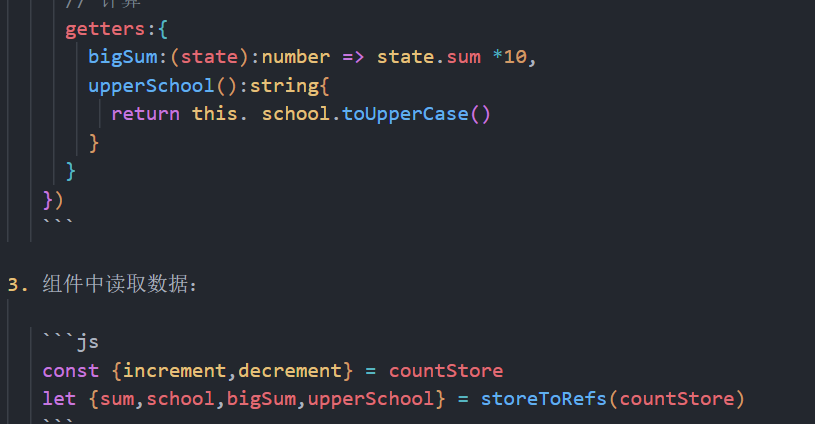 // 计算
getters:{
bigSum:(state):number => state.sum *10,
upperSchool():string{
return this. school.toUpperCase()
}
}
})
```
3. 组件中读取数据：
```js
const {increment,decrement} = countStore
let {sum,school,bigSum,upperSchool} = storeToRefs(countStore)
```